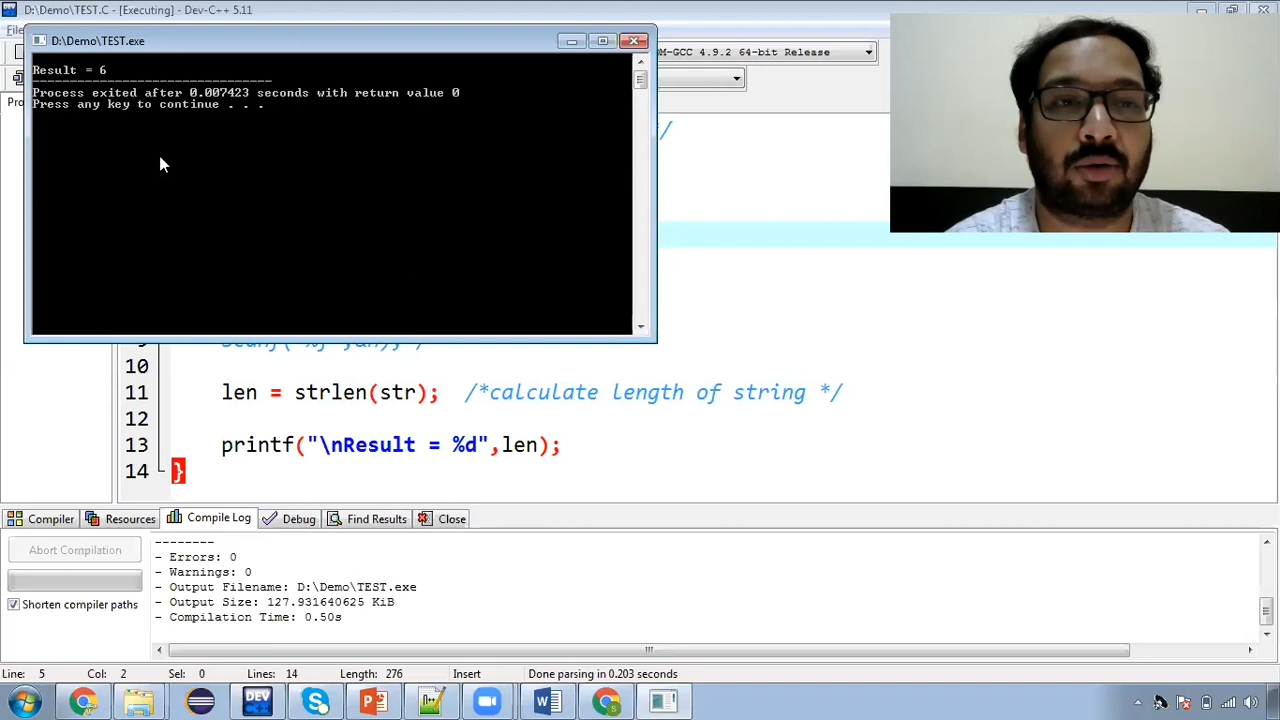 D:\Demo\TEST.C - [Executing] - Dev-C++ 5.11
D:\Demo\TEST.exe
M-GCC 4.9.2 64-bit Release
Result = 6
--------------------------------
Process exited after 0.007423 seconds with return value 0
Press any key to continue . . .
*/
10
11 len = strlen(str); /*calculate length of string */
12
13 printf("\nResult = %d",len);
14 }
Compiler Resources Compile Log Debug Find Results Close
Abort Compilation
Shorten compiler paths
--------
- Errors: 0
- Warnings: 0
- Output Filename: D:\Demo\TEST.exe
- Output Size: 127.931640625 KiB
- Compilation Time: 0.50s
Line: 5 Col: 2 Sel: 0 Lines: 14 Length: 276 Insert Done parsing in 0.203 seconds
DEV